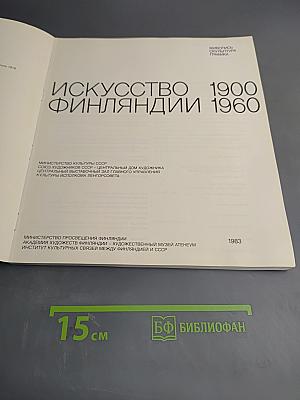 ЖИВОПИСЬ
СКУЛЬПТУРА
ГРАФИКА
ИСКУССТВО 1900
ФИНЛЯНДИИ 1960
МИНИСТЕРСТВО КУЛЬТУРЫ СССР
СОЮЗ ХУДОЖНИКОВ СССР – ЦЕНТРАЛЬНЫЙ ДОМ ХУДОЖНИКА
ЦЕНТРАЛЬНЫЙ ВЫСТАВОЧНЫЙ ЗАЛ ГЛАВНОГО УПРАВЛЕНИЯ
КУЛЬТУРЫ ИСПОЛКОМА ЛЕНГОРСОВЕТА
МИНИСТЕРСТВО ПРОСВЕЩЕНИЯ ФИНЛЯНДИИ 1983
АКАДЕМИЯ ХУДОЖЕСТВ ФИНЛЯНДИИ – ХУДОЖЕСТВЕННЫЙ МУЗЕЙ АТЕНЕУМ
ИНСТИТУТ КУЛЬТУРНЫХ СВЯЗЕЙ МЕЖДУ ФИНЛЯНДИЕЙ И СССР
15 см
БФ БИБЛИОФАН